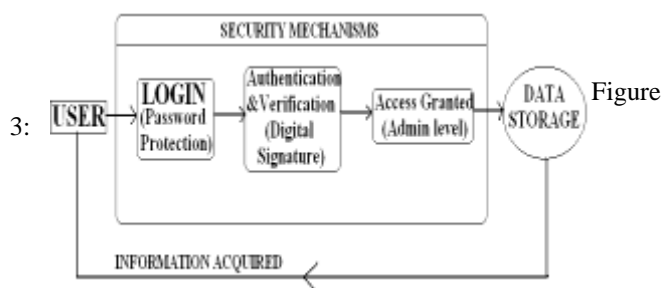 SECURITY MECHANISMS
USER
LOGIN
(Password
Protection)
Authentication
&Verification
(Digital
Signature)
Access Granted
(Admin level)
DATA
STORAGE
Figure
3:
INFORMATION ACQUIRED